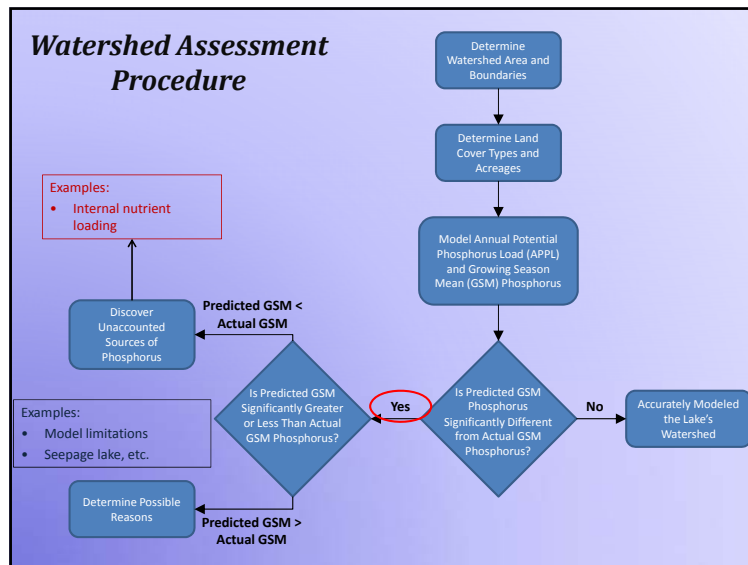 Watershed Assessment
Procedure
Determine
Watershed Area and
Boundaries
Determine Land
Cover Types and
Acreages
Model Annual Potential
Phosphorus Load (APPL)
and Growing Season
Mean (GSM) Phosphorus
Is Predicted GSM
Phosphorus
Significantly Different
from Actual GSM
Phosphorus?
No
Accurately Modeled
the Lake's
Watershed
Yes
Is Predicted GSM
Significantly Greater
or Less Than Actual
GSM Phosphorus?
Predicted GSM <
Actual GSM
Discover
Unaccounted
Sources of
Phosphorus
Examples:
• Internal nutrient
loading
Predicted GSM >
Actual GSM
Determine Possible
Reasons
Examples:
• Model limitations
• Seepage lake, etc.